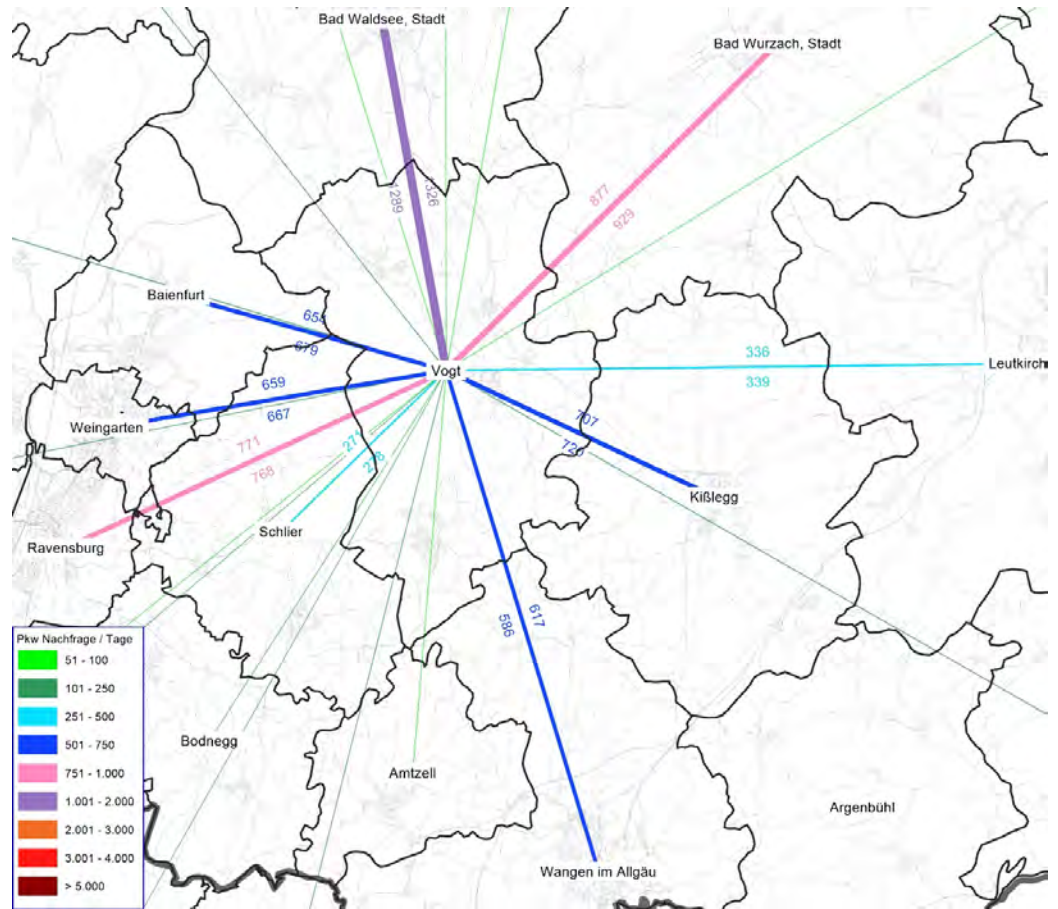 Bad Waldsee, Stadt
Bad Wurzach, Stadt
1289
1326
877
929
Baienfurt
679
Vogt
336
339
Leutkirch
659
667
Weingarten
771
768
707
Kißlegg
271
278
Schlier
Ravensburg
586
617
Pkw Nachfrage / Tage
51 - 100
101 - 250
251 - 500
501 - 750
751 - 1.000
1.001 - 2.000
2.001 - 3.000
3.001 - 4.000
> 5.000
Bodnegg
Amtzell
Argenbühl
Wangen im Allgäu